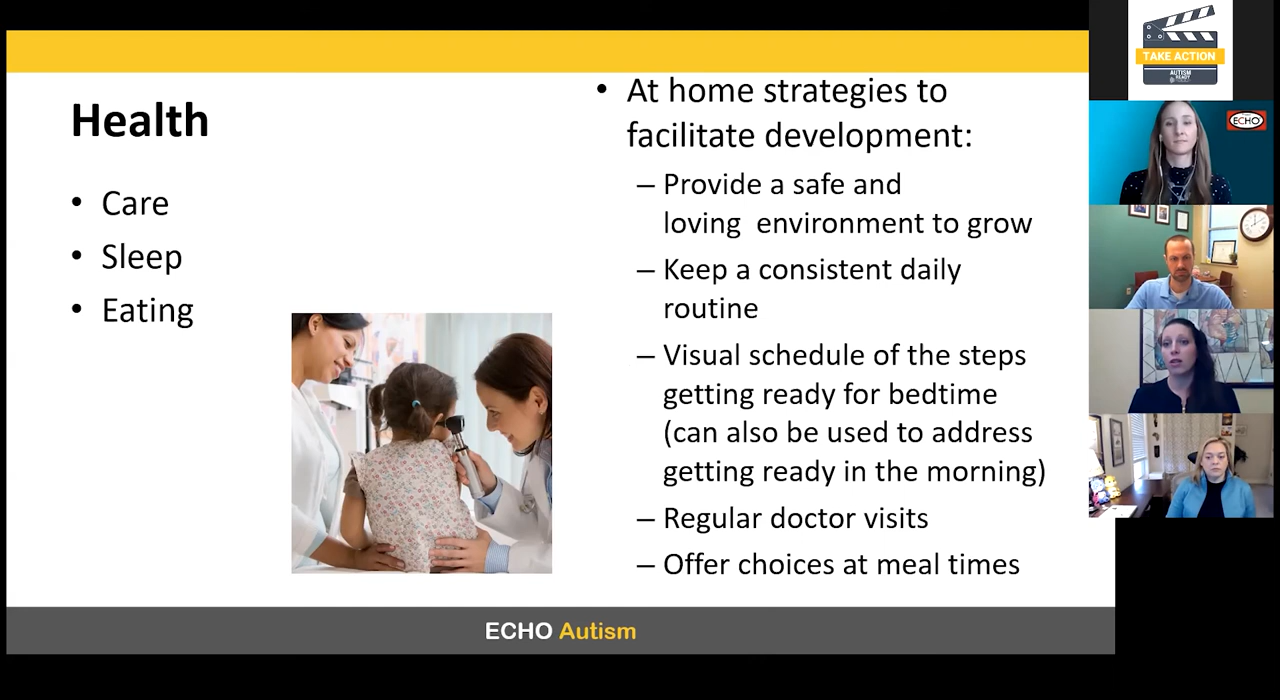 Health
• Care
• Sleep
• Eating
• At home strategies to
facilitate development:
– Provide a safe and
loving  environment to grow
– Keep a consistent daily
routine
– Visual schedule of the steps
getting ready for bedtime
(can also be used to address
getting ready in the morning)
– Regular doctor visits
– Offer choices at meal times
ECHO Autism
TAKE ACTION
AUTISM
READY
ECHO